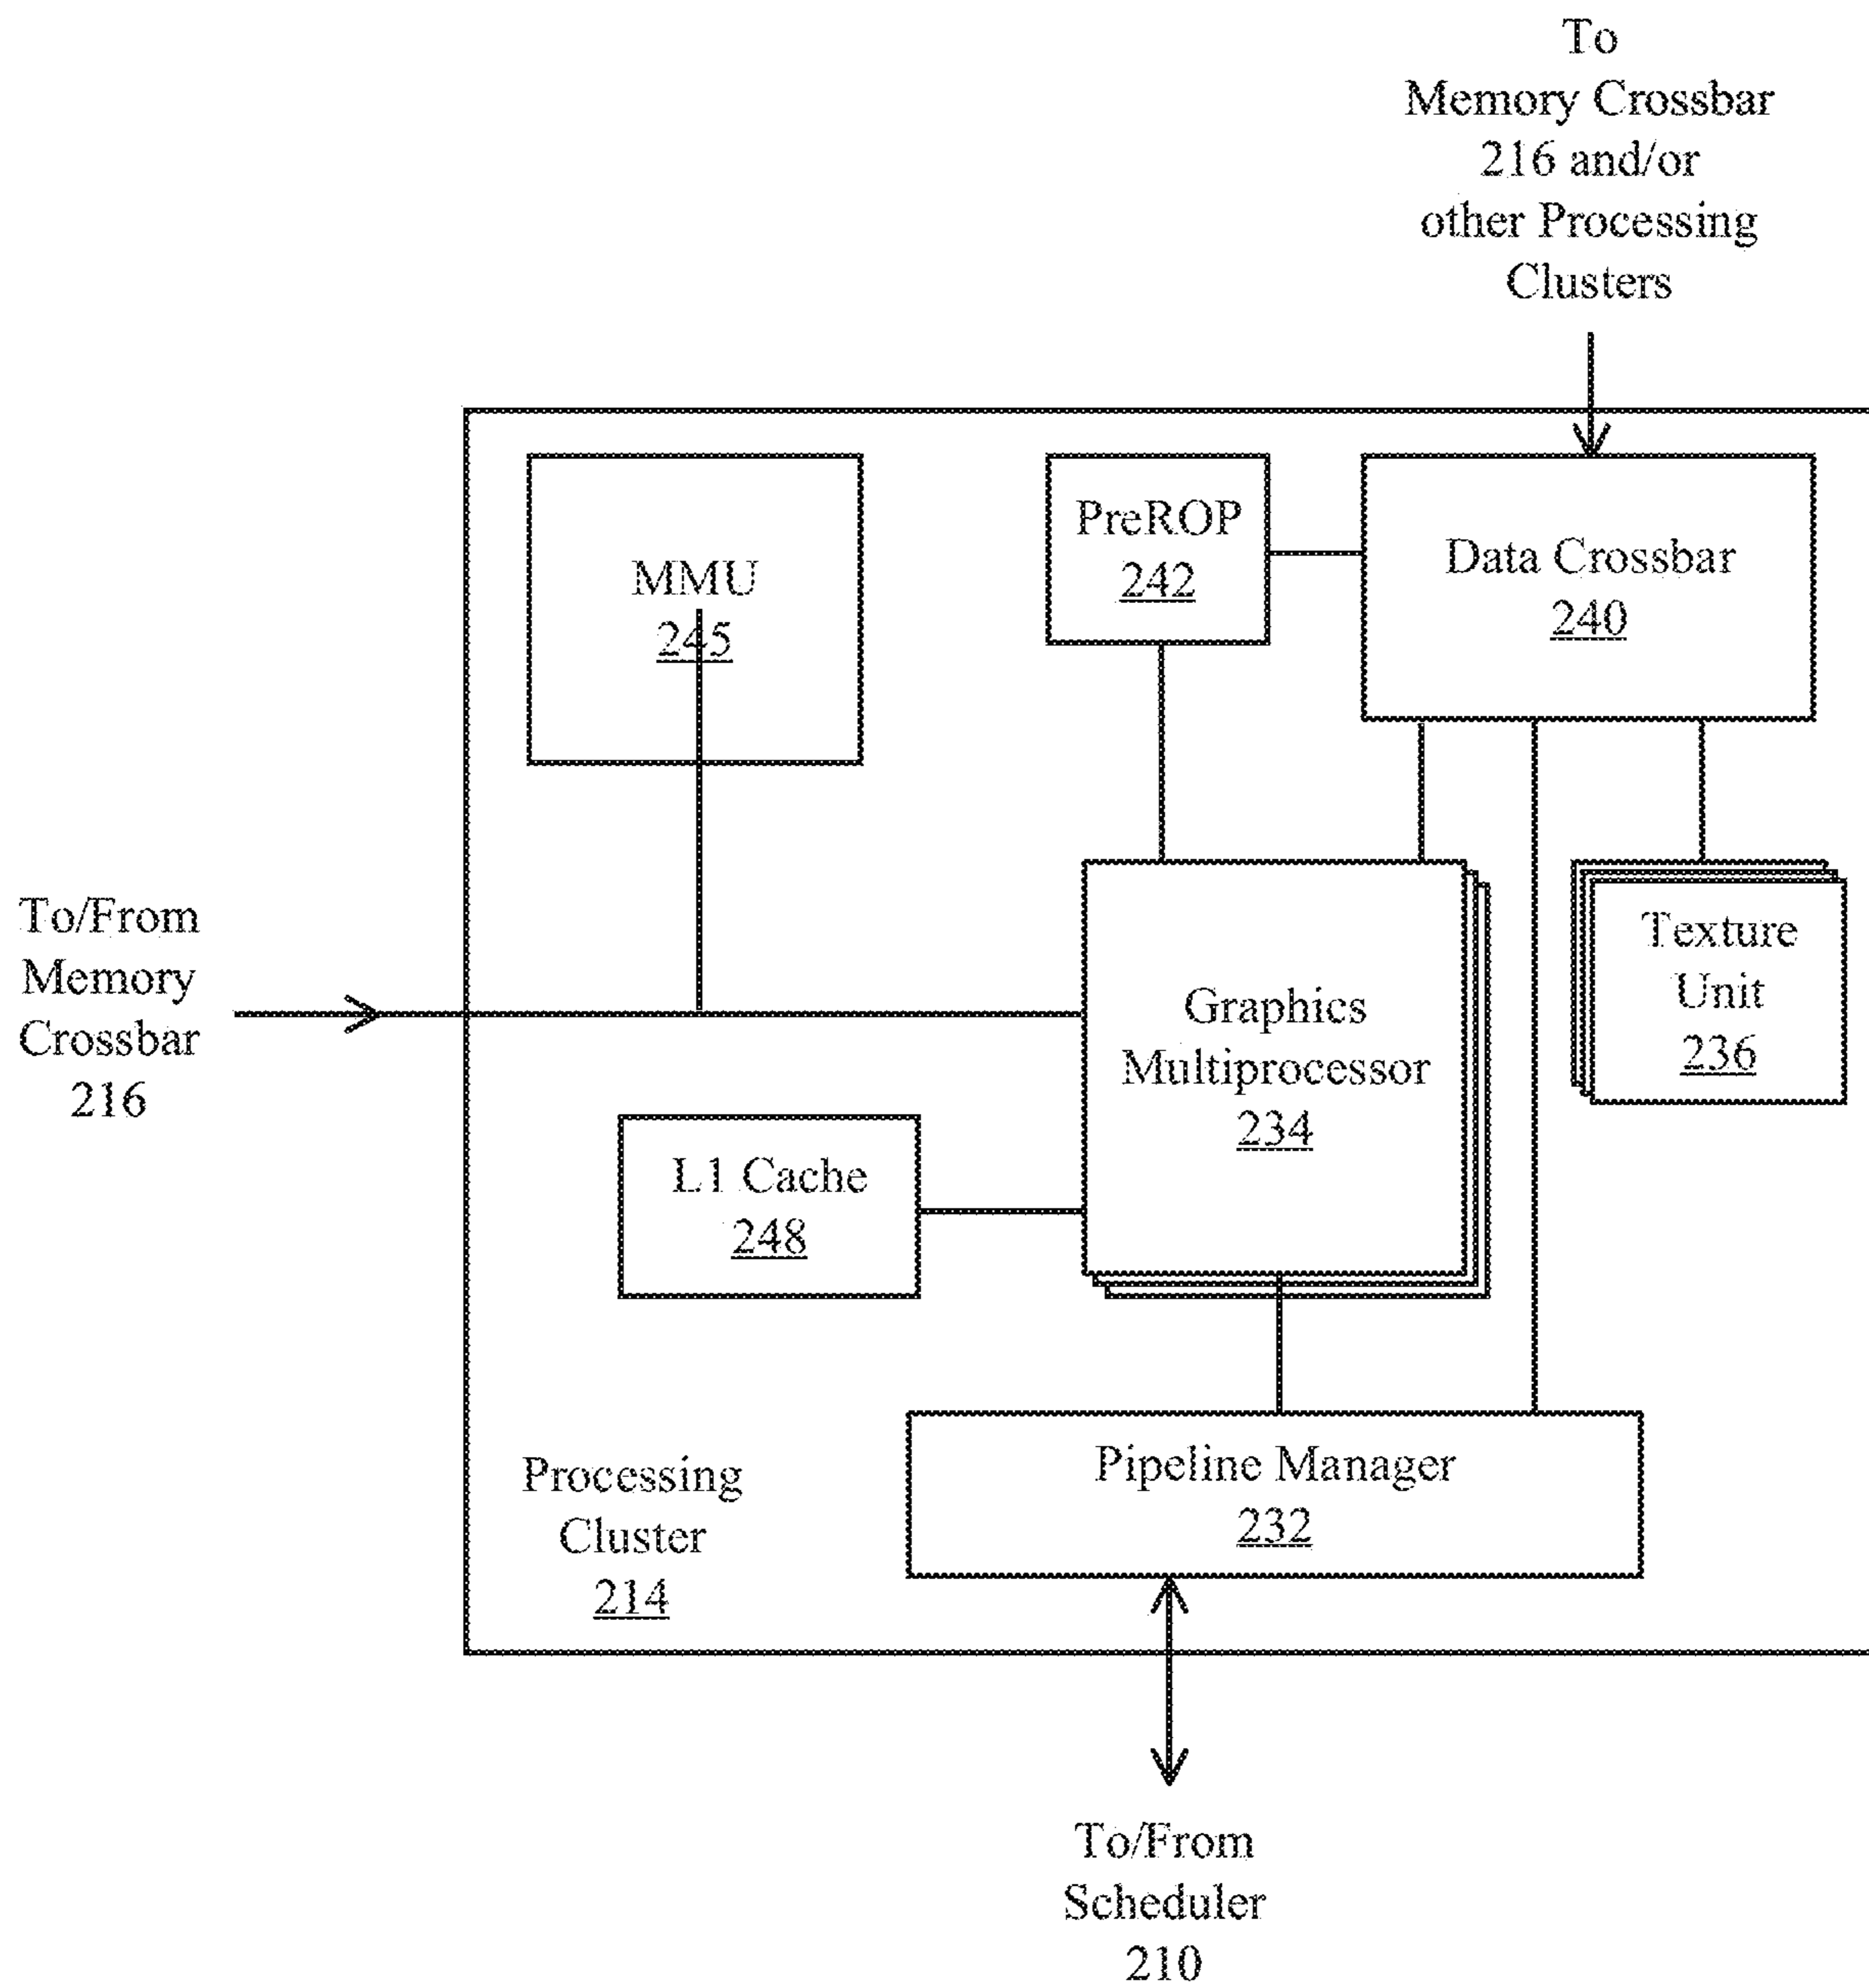 To
Memory Crossbar
216 and/or
other Processing
Clusters
MMU
245
PreROP
242
Data Crossbar
240
To/From
Memory
Crossbar
216
Graphics
Multiprocessor
234
Texture
Unit
236
L1 Cache
248
Processing
Cluster
214
Pipeline Manager
232
To/From
Scheduler
210